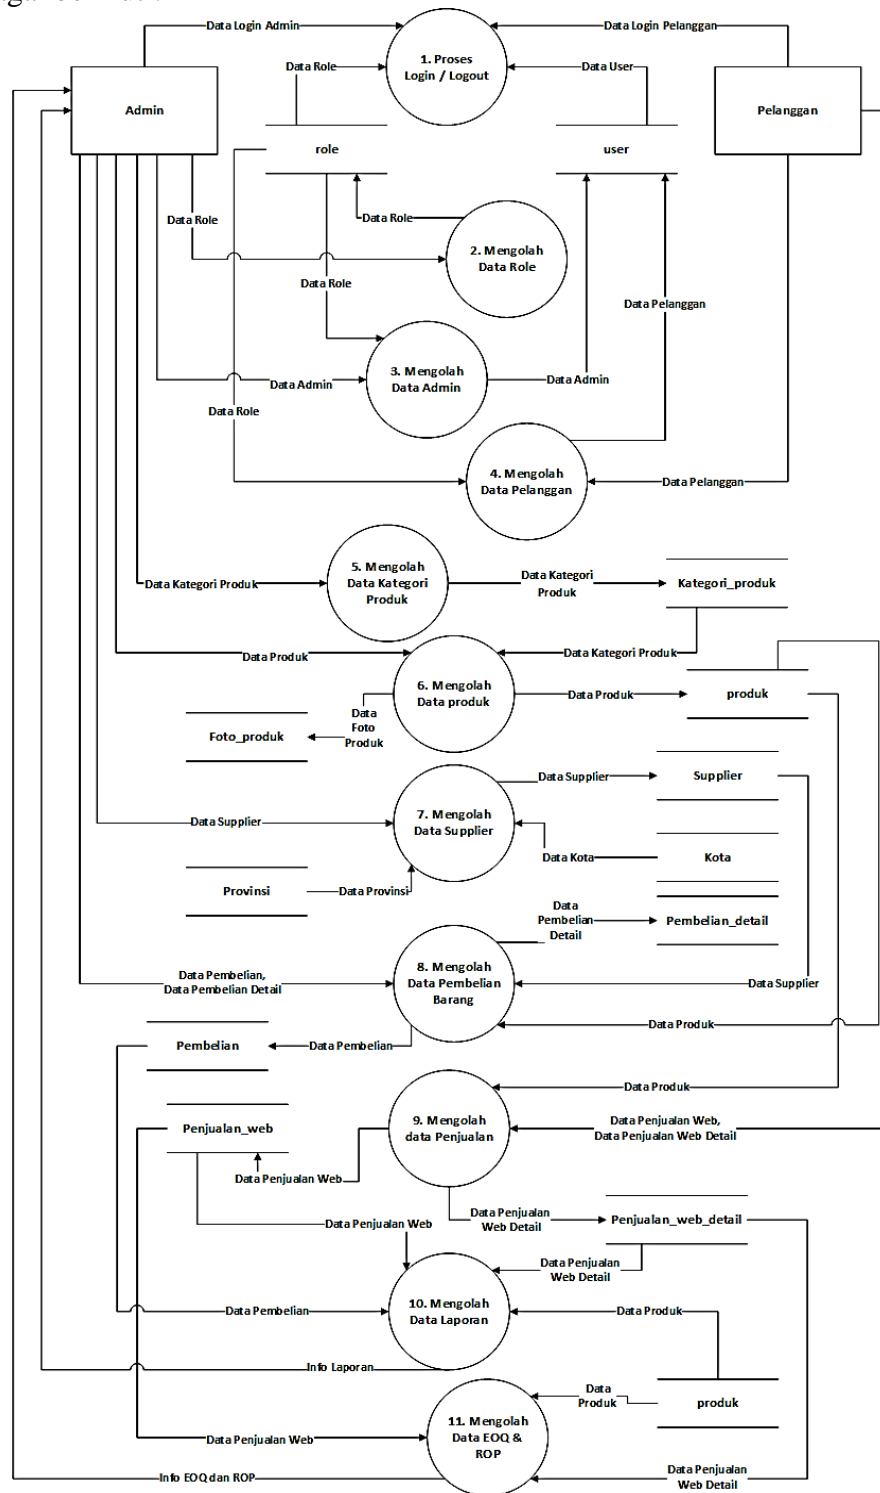 Data Login Admin
Data Login Pelanggan
1. Proses
Login / Logout
Data Role
Data User
Admin
Pelanggan
role
user
Data Role
Data Role
2. Mengolah
Data Role
Data Role
Data Pelanggan
3. Mengolah
Data Admin
Data Admin
Data Admin
Data Role
4. Mengolah
Data Pelanggan
Data Pelanggan
5. Mengolah
Data Kategori
Produk
Data Kategori Produk
Data Kategori
Produk
Kategori_produk
Data Produk
Data Kategori Produk
6. Mengolah
Data produk
Data Produk
produk
Data
Foto
Produk
Foto_produk
Data Supplier
Supplier
7. Mengolah
Data Supplier
Data Supplier
Data Kota
Kota
Provinsi
Data Provinsi
Data
Pembelian
Detail
Pembelian_detail
8. Mengolah
Data Pembelian
Barang
Data Pembelian,
Data Pembelian Detail
Data Supplier
Data Produk
Pembelian
Data Pembelian
Data Produk
9. Mengolah
data Penjualan
Data Penjualan Web,
Data Penjualan Web Detail
Penjualan_web
Data Penjualan Web
Data Penjualan Web
Data Penjualan
Web Detail
Penjualan_web_detail
Data Penjualan
Web Detail
10. Mengolah
Data Laporan
Data Pembelian
Data Produk
Info Laporan
Data
Produk
produk
11. Mengolah
Data EOQ &
ROP
Data Penjualan Web
Info EOQ dan ROP
Data Penjualan
Web Detail